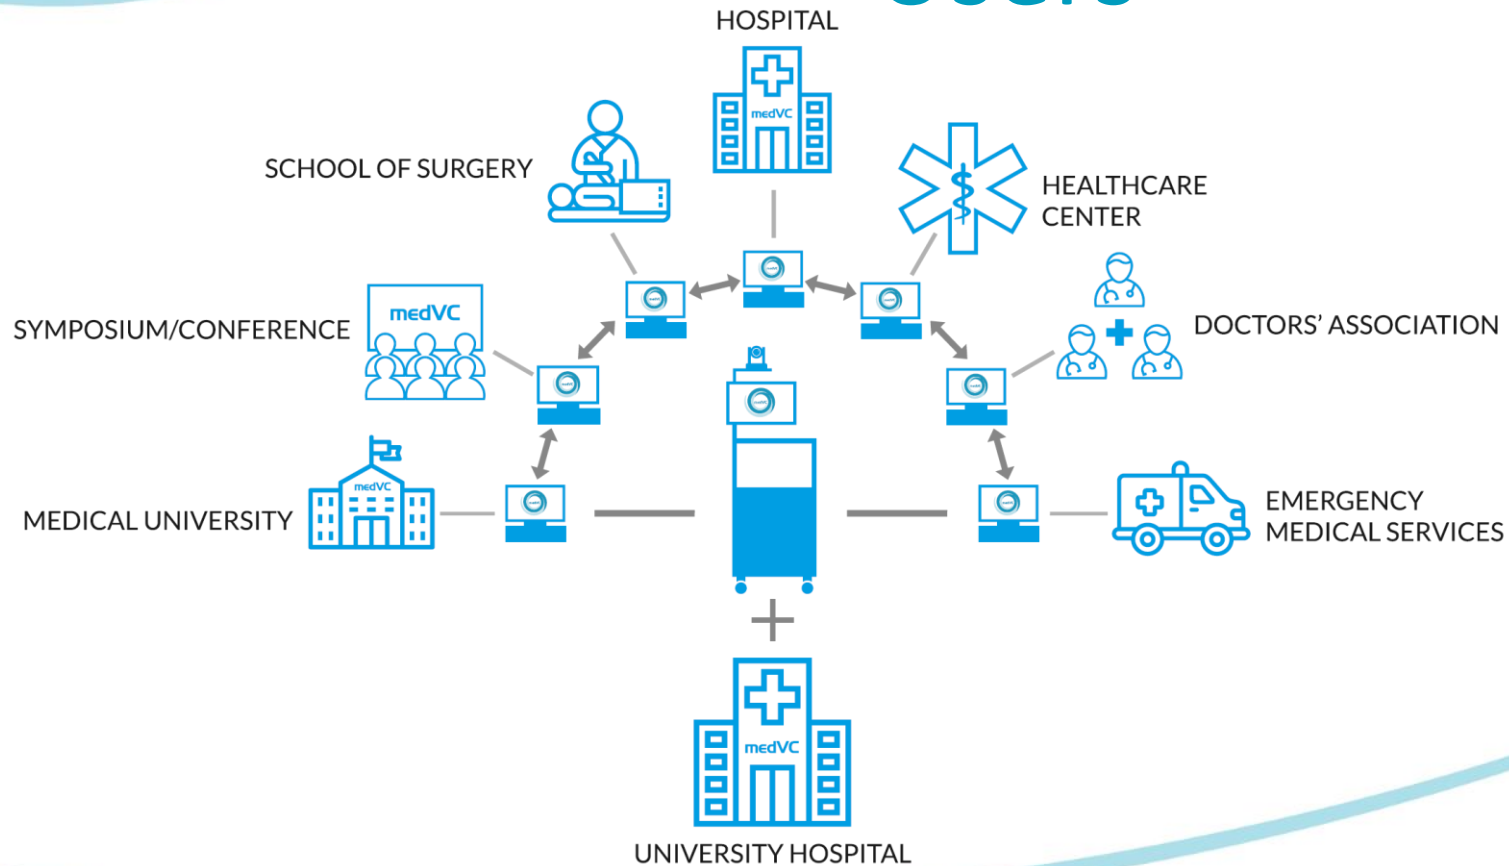 Users
HOSPITAL
medVC
SCHOOL OF SURGERY
HEALTHCARE
CENTER
medVC
SYMPOSIUM/CONFERENCE
DOCTORS' ASSOCIATION
medVC
MEDICAL UNIVERSITY
EMERGENCY
MEDICAL SERVICES
medVC
UNIVERSITY HOSPITAL